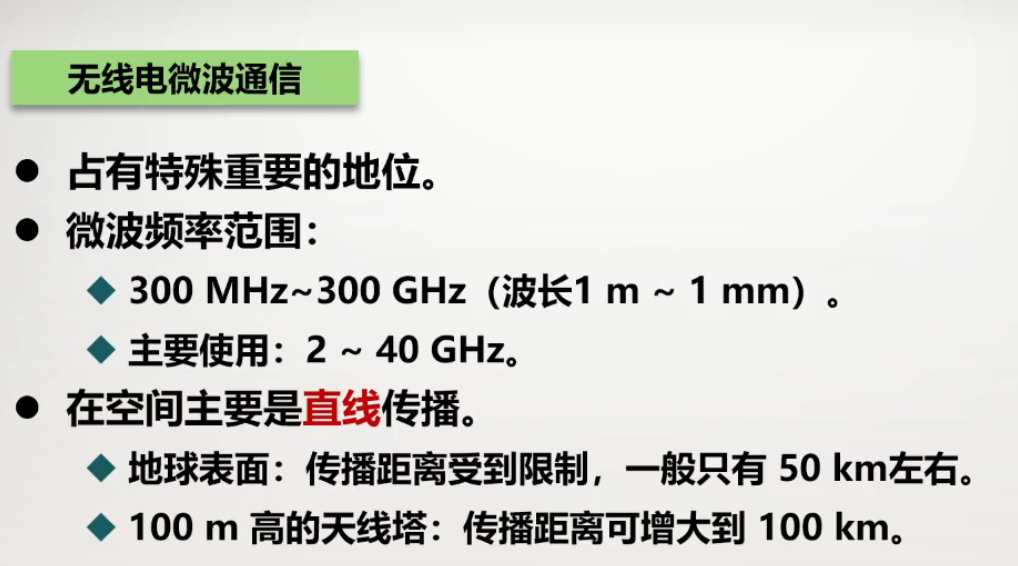 无线电微波通信
● 占有特殊重要的地位。
● 微波频率范围：
◆ 300 MHz~300 GHz（波长1 m ~ 1 mm）。
◆ 主要使用：2 ~ 40 GHz。
● 在空间主要是直线传播。
◆ 地球表面：传播距离受到限制，一般只有 50 km左右。
◆ 100 m 高的天线塔：传播距离可增大到 100 km。